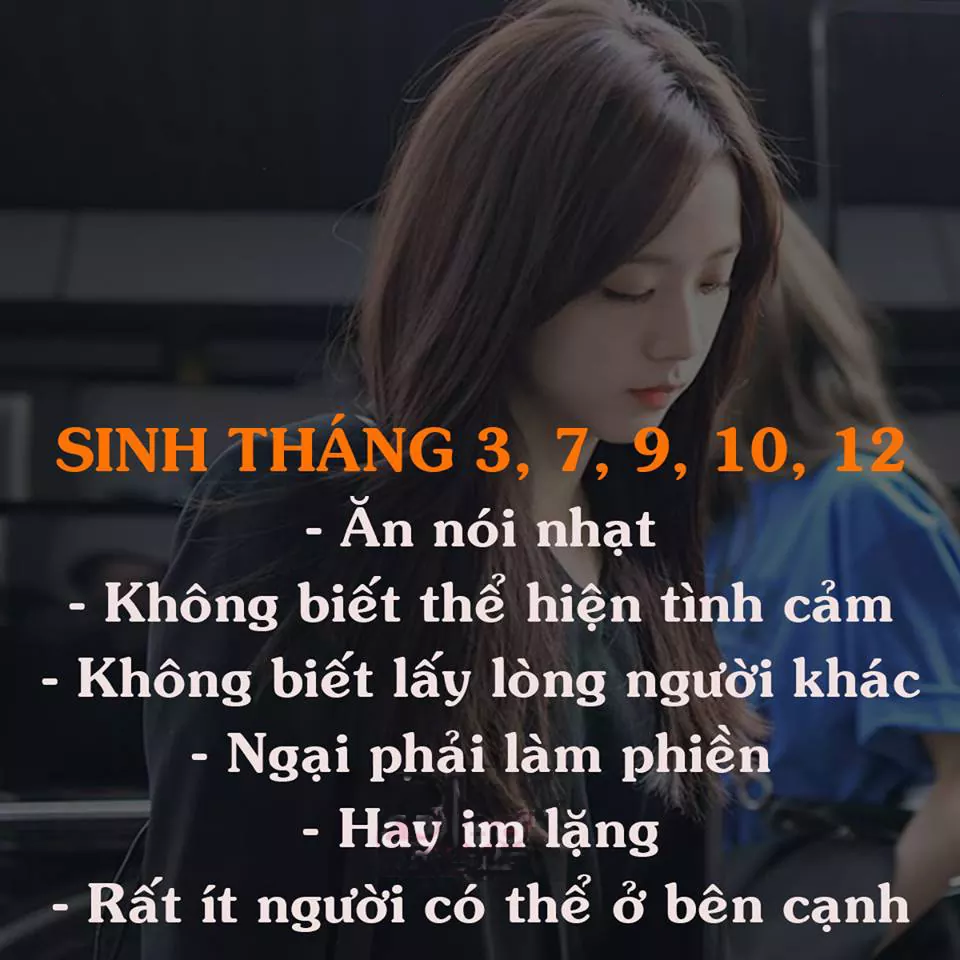 SINH THÁNG 3, 7, 9, 10, 12
- Ăn nói nhạt
- Không biết thể hiện tình cảm
- Không biết lấy lòng người khác
- Ngại phải làm phiền
- Hay im lặng
- Rất ít người có thể ở bên cạnh